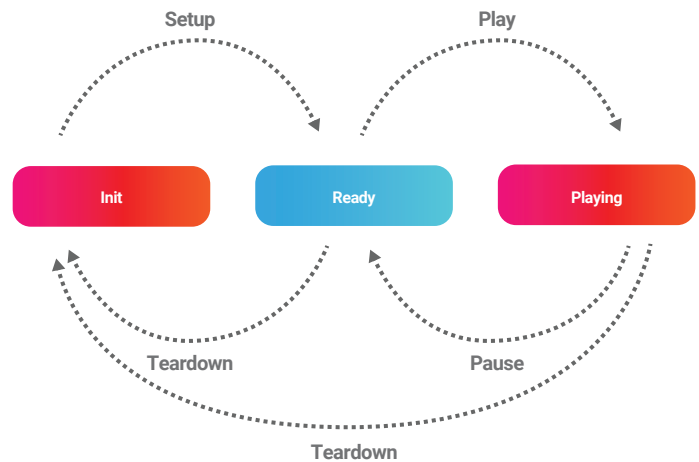 Setup
Play
Init
Ready
Playing
Teardown
Pause
Teardown